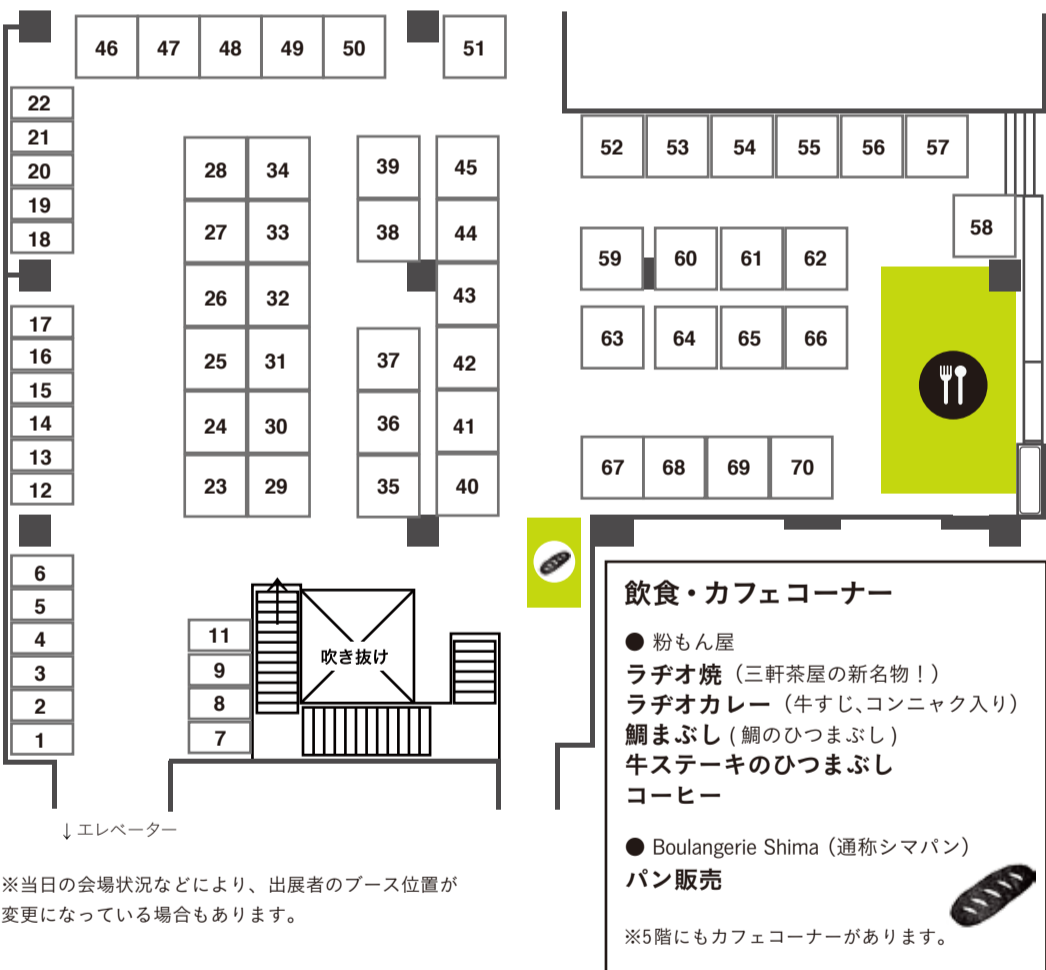 46 47 48 49 50 51
22
21
20
19
18
17
16
15
14
13
12
6
5
4
3
2
1
28 34
27 33
26 32
25 31
24 30
23 29
39 45
38 44
43
37 42
36 41
35 40
11
9
8
7
吹き抜け
52 53 54 55 56 57
58
59 60 61 62
63 64 65 66
67 68 69 70
↓エレベーター
※当日の会場状況などにより、出展者のブース位置が
変更になっている場合もあります。
飲食・カフェコーナー
● 粉もん屋
ラヂオ焼（三軒茶屋の新名物！）
ラヂオカレー（牛すじ、コンニャク入り）
鯛まぶし ( 鯛のひつまぶし )
牛ステーキのひつまぶし
コーヒー
● Boulangerie Shima（通称シマパン）
パン販売
※5階にもカフェコーナーがあります。